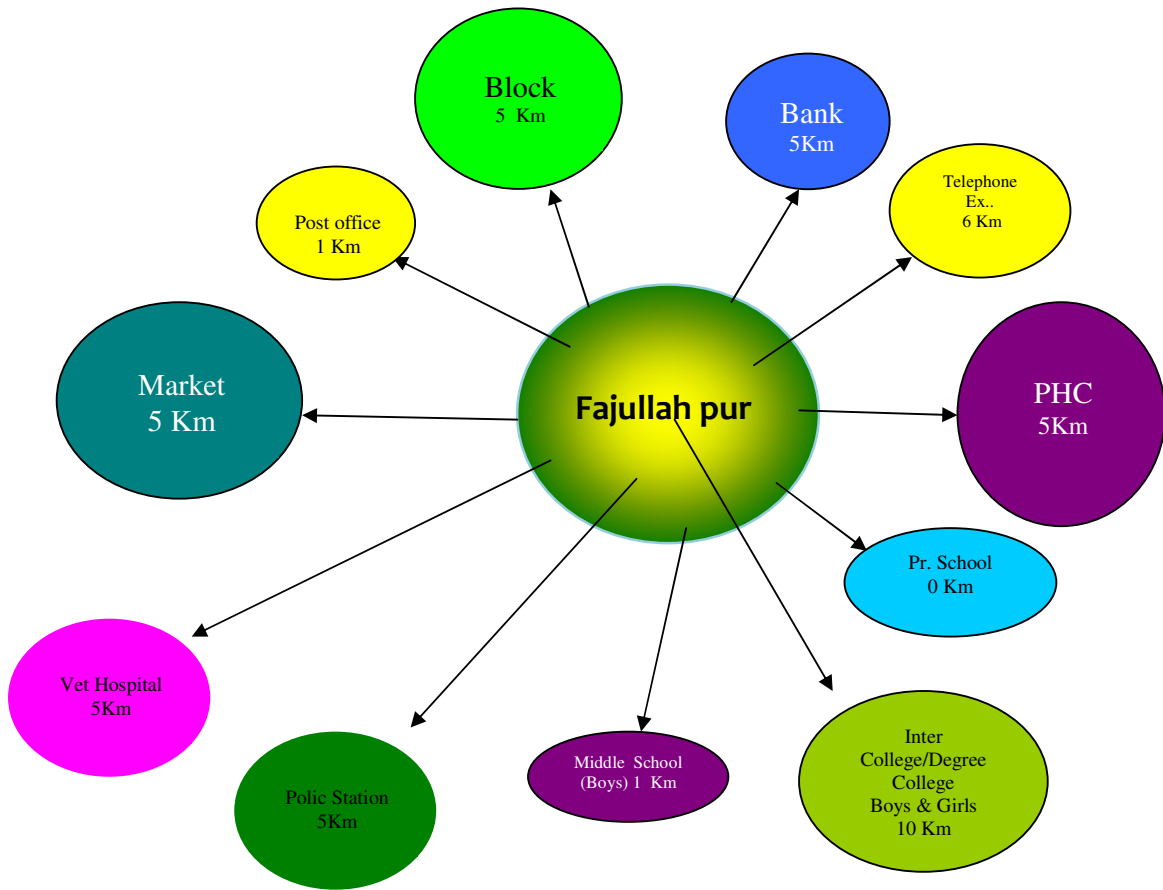 Block
5 Km
Bank
5Km
Telephone
Ex..
6 Km
Post office
1 Km
Market
5 Km
Fajullah pur
PHC
5Km
Pr. School
0 Km
Vet Hospital
5Km
Polic Station
5Km
Middle School
(Boys) 1 Km
Inter
College/Degree
College
Boys & Girls
10 Km